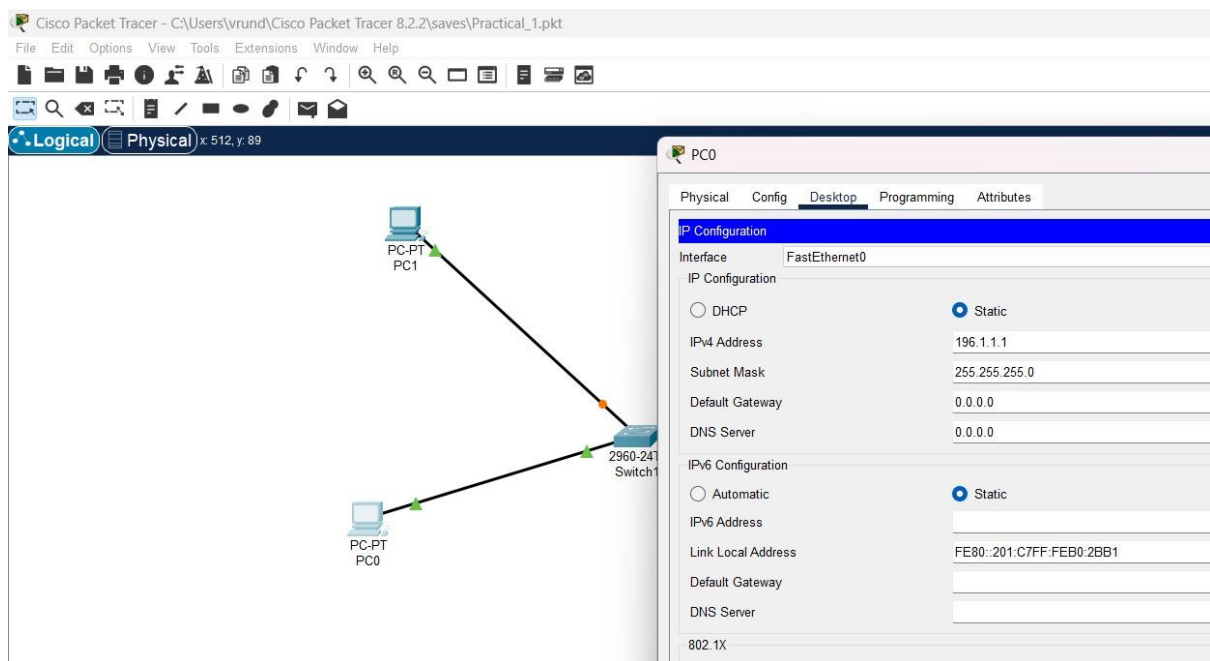 Cisco Packet Tracer - C:\Users\vrund\Cisco Packet Tracer 8.2.2\saves\Practical_1.pkt
File Edit Options View Tools Extensions Window Help
Logical Physical x: 512, y: 89
PC-PT
PC1
2960-24T
Switch1
PC-PT
PC0
PC0
Physical Config Desktop Programming Attributes
IP Configuration
Interface FastEthernet0
IP Configuration
DHCP Static
IPv4 Address 196.1.1.1
Subnet Mask 255.255.255.0
Default Gateway 0.0.0.0
DNS Server 0.0.0.0
IPv6 Configuration
Automatic Static
IPv6 Address
Link Local Address FE80::201:C7FF:FEB0:2BB1
Default Gateway
DNS Server
802.1X